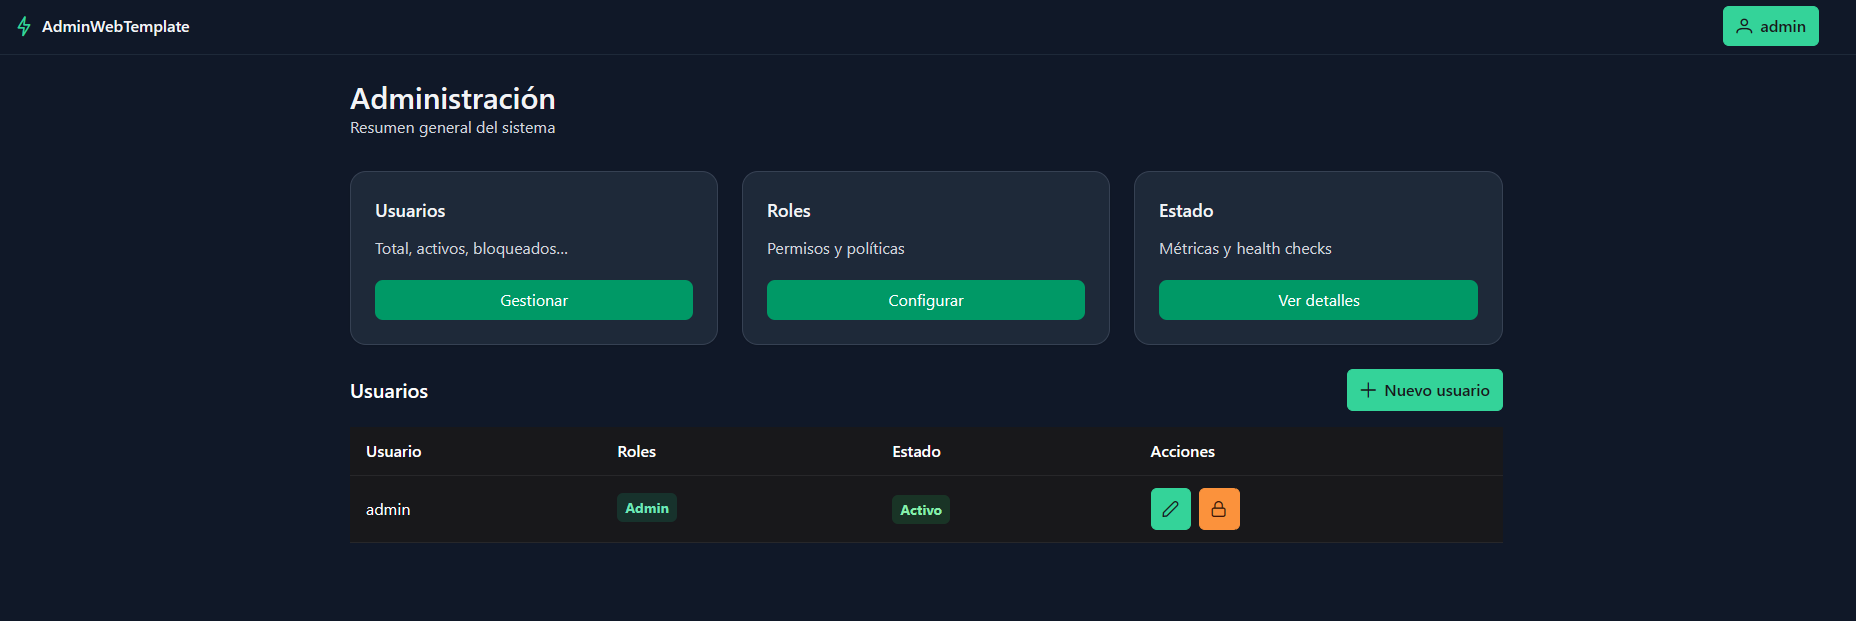 AdminWebTemplate
admin
Administración
Resumen general del sistema
Usuarios
Total, activos, bloqueados...
Gestionar
Roles
Permisos y políticas
Configurar
Estado
Métricas y health checks
Ver detalles
Usuarios
Nuevo usuario
Usuario Roles Estado Acciones
admin Admin Activo